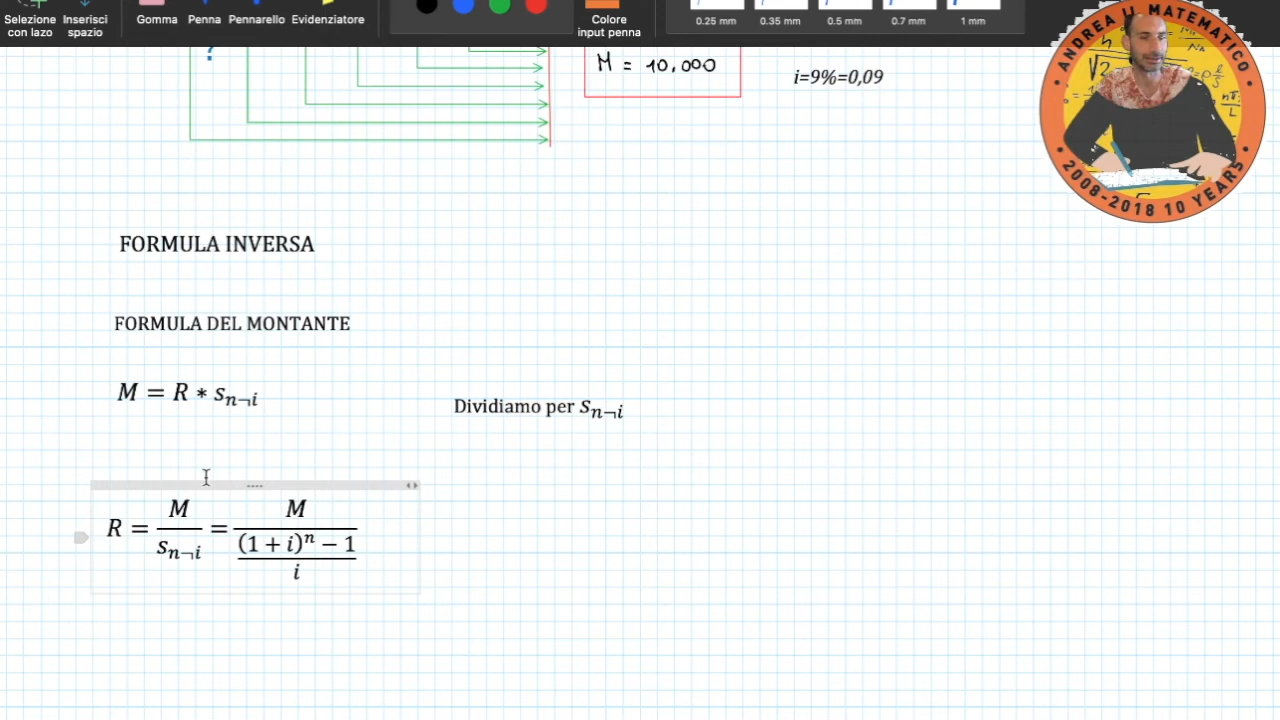 Selezione con lazo
Inserisci spazio
Gomma
Penna
Pennarello
Evidenziatore
Colore input penna
0.25 mm
0.35 mm
0.5 mm
0.7 mm
1 mm
?
M = 10.000
i=9%=0,09
ANDREA IL MATEMATICO
2008-2018 10 YEARS
FORMULA INVERSA
FORMULA DEL MONTANTE
M = R * s_{n¬i}
Dividiamo per s_{n¬i}
R = M / s_{n¬i} = M / (((1 + i)^n − 1) / i)